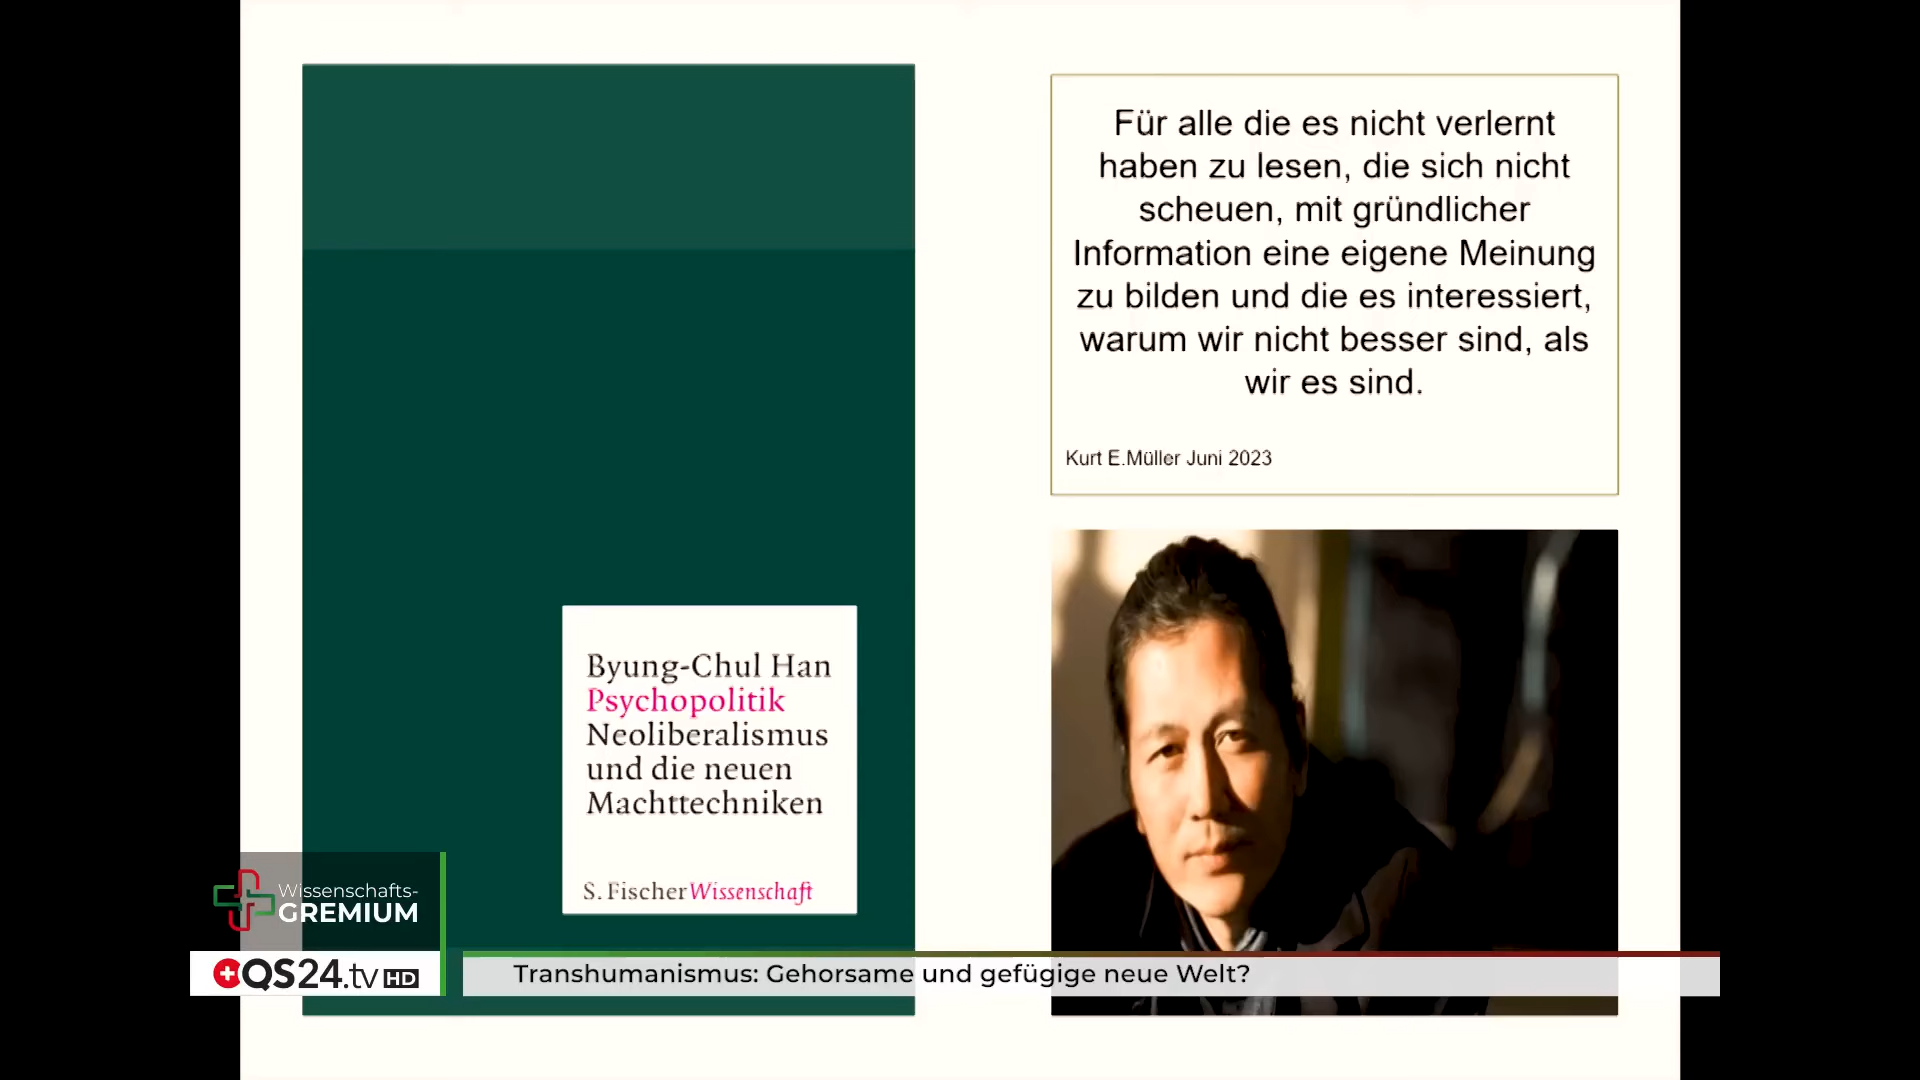 Für alle die es nicht verlernt
haben zu lesen, die sich nicht
scheuen, mit gründlicher
Information eine eigene Meinung
zu bilden und die es interessiert,
warum wir nicht besser sind, als
wir es sind.
Kurt E.Müller Juni 2023
Byung-Chul Han
Psychopolitik
Neoliberalismus
und die neuen
Machttechniken
S. Fischer Wissenschaft
Wissenschafts-
GREMIUM
QS24.tv HD
Transhumanismus: Gehorsame und gefügige neue Welt?